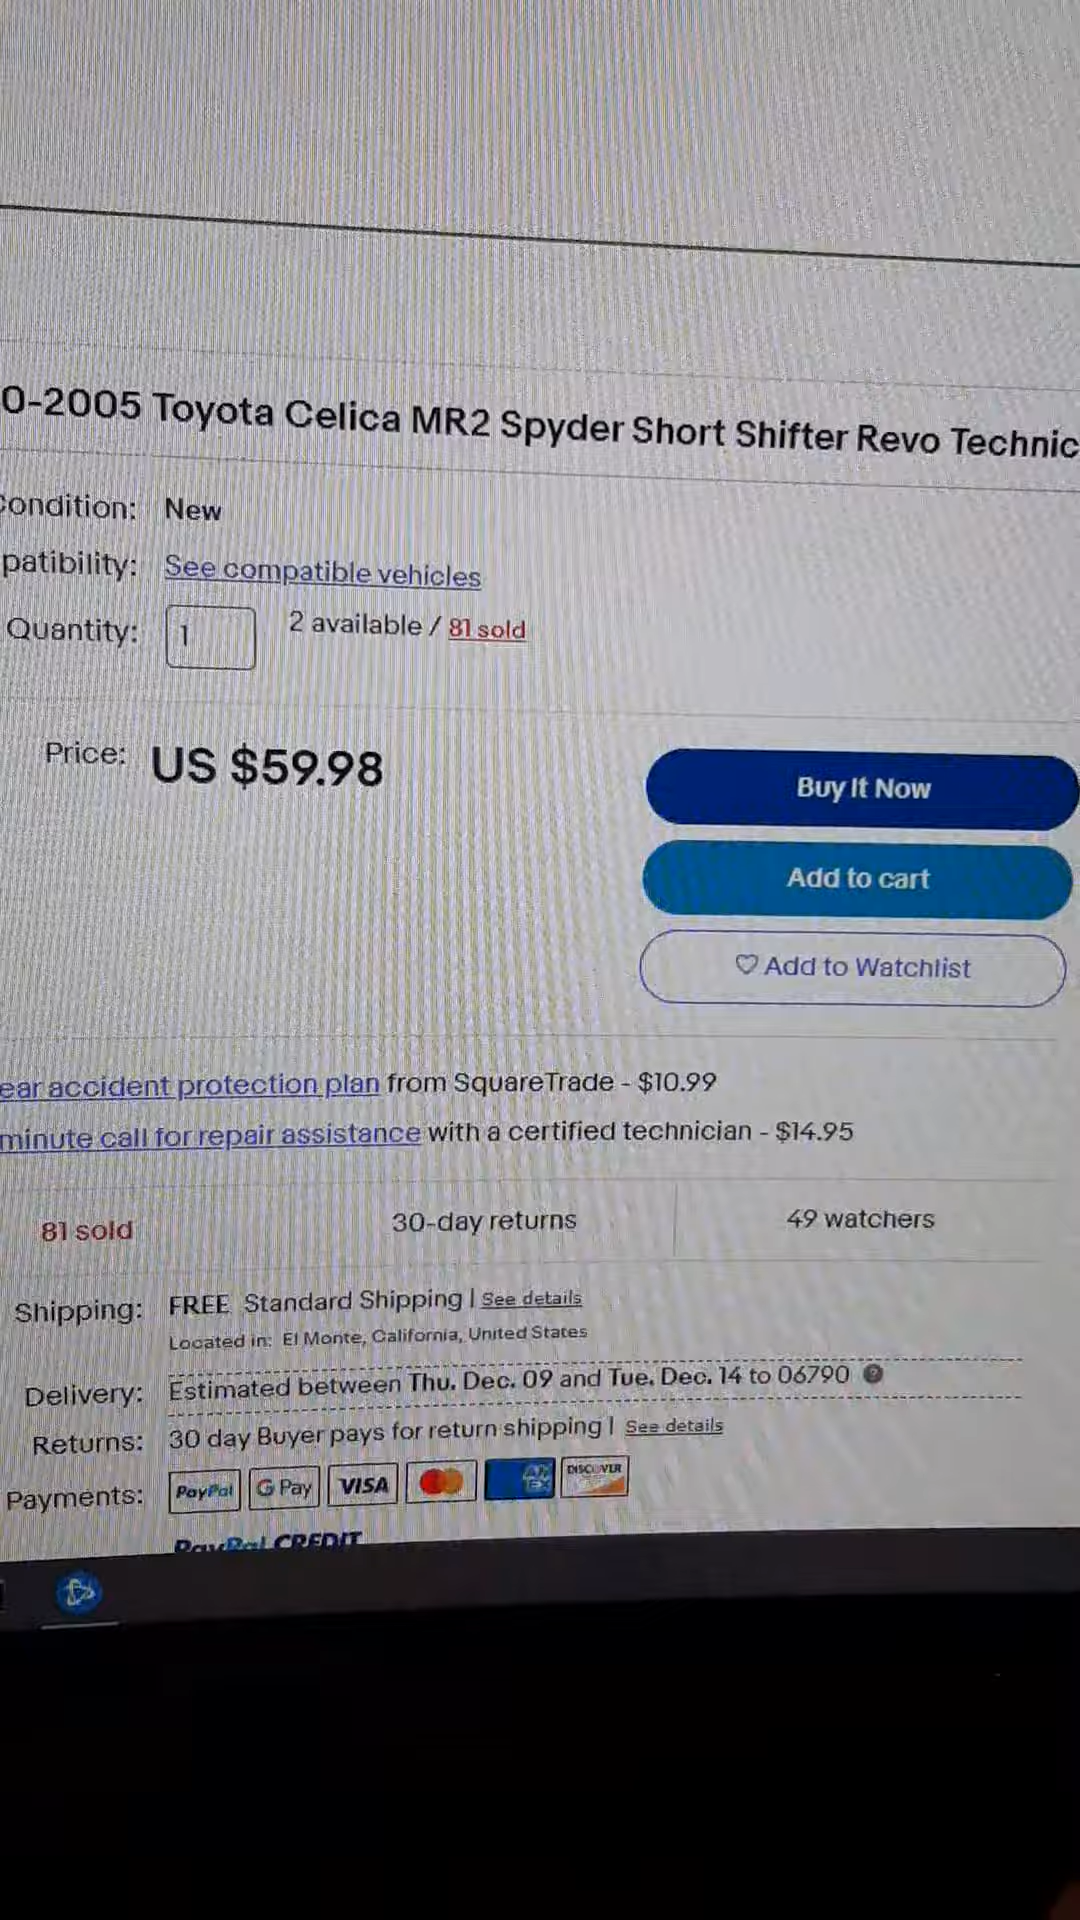 0-2005 Toyota Celica MR2 Spyder Short Shifter Revo Technic
Condition: New
patibility: See compatible vehicles
Quantity: 1 2 available / 81 sold
Price: US $59.98
Buy It Now
Add to cart
Add to Watchlist
ear accident protection plan from SquareTrade - $10.99
minute call for repair assistance with a certified technician - $14.95
81 sold 30-day returns 49 watchers
Shipping: FREE Standard Shipping | See details
Located in: El Monte, California, United States
Delivery: Estimated between Thu. Dec. 09 and Tue. Dec. 14 to 06790
Returns: 30 day Buyer pays for return shipping | See details
Payments: PayPal G Pay VISA AMEX DISCOVER
PayPal CREDIT